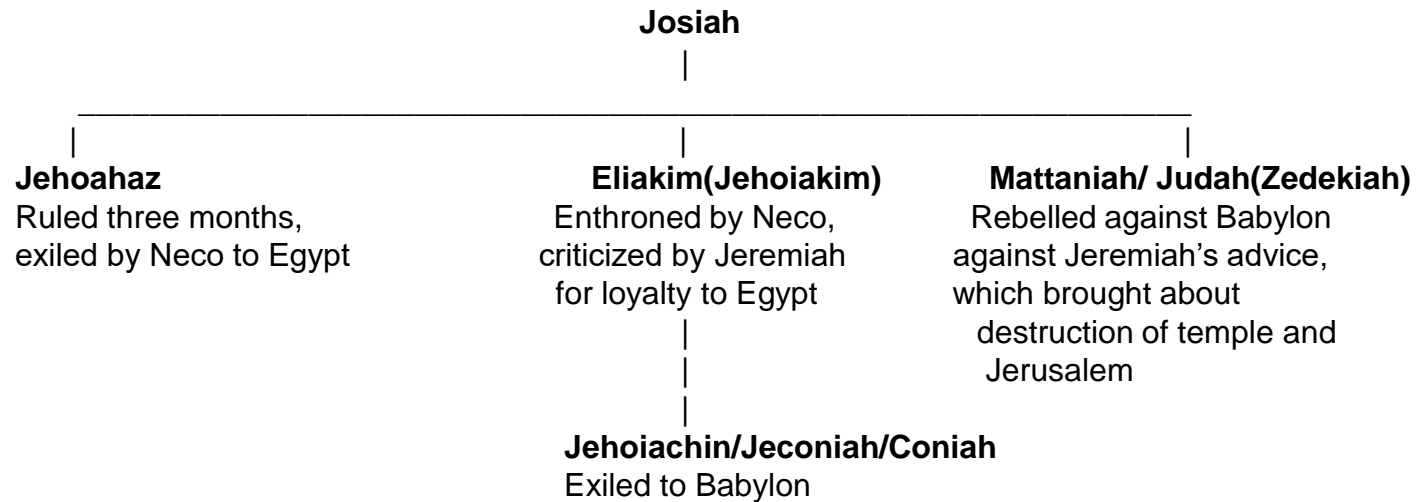 Josiah
|
_______________________________________________________________
| | |
Jehoahaz Eliakim(Jehoiakim) Mattaniah/ Judah(Zedekiah)
Ruled three months, Enthroned by Neco, Rebelled against Babylon
exiled by Neco to Egypt criticized by Jeremiah against Jeremiah's advice,
for loyalty to Egypt which brought about
| destruction of temple and
| Jerusalem
|
Jehoiachin/Jeconiah/Coniah
Exiled to Babylon